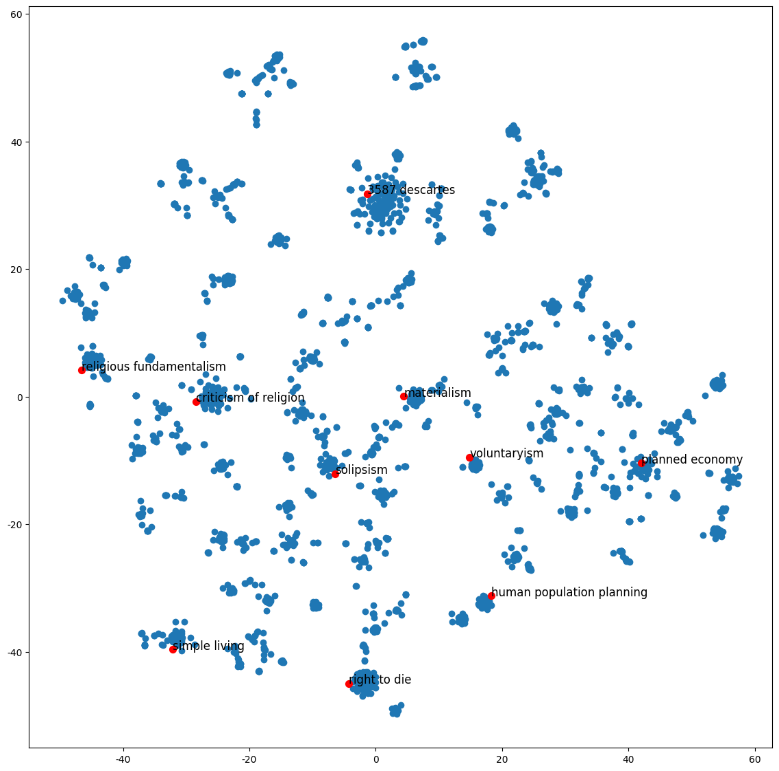 60
40
3587 descartes
20
religious fundamentalism
materialism
criticism of religion
0
voluntaryism
planned economy
solipsism
-20
human population planning
simple living
-40
right to die
-40
-20
0
20
40
60